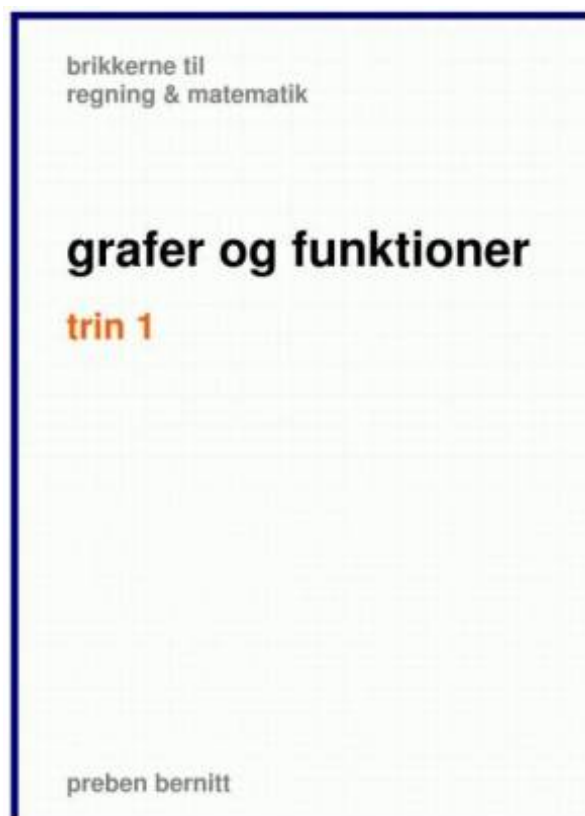 brikkerne til
regning & matematik
grafer og funktioner
trin 1
preben bernitt